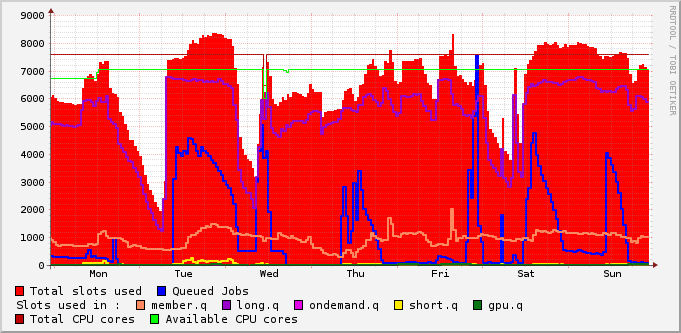 9000
8000
7000
6000
5000
4000
3000
2000
1000
0
Mon Tue Wed Thu Fri Sat Sun
RRDTOOL / TOBI OETIKER
Total slots used Queued Jobs
Slots used in : member.q long.q ondemand.q short.q gpu.q
Total CPU cores Available CPU cores